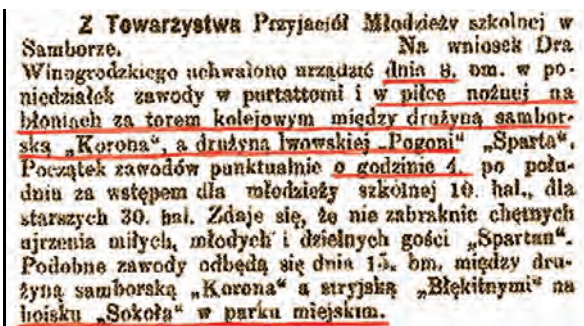 Z Towarzystwa Przyjaciół Młodzieży szkolnej w
Samborze. Na wniosek Dra
Winogrodzkiego uchwalono urządzić dnia 8. bm. w po-
niedziałek zawody w partattomi i w piłce nożnej na
błoniach za torem kolejowym między drużyną sambor-
ską „Korona“, a drużyna lwowskiej „Pogoni“ „Sparta“.
Początek zawodów punktualnie o godzinie 4. po połu-
dniu za wstępem dla młodzieży szkolnej 10. hal., dla
starszych 30. hal. Zdaje się, że nie zabraknie chętnych
ujrzenia miłych, młodych i dzielnych gości „Spartan“.
Podobne zawody odbędą się dnia 15. bm. między dru-
żyną samborską „Korona“ a stryjską „Błękitnymi“ na
boisku „Sokoła“ w parku miejskim.